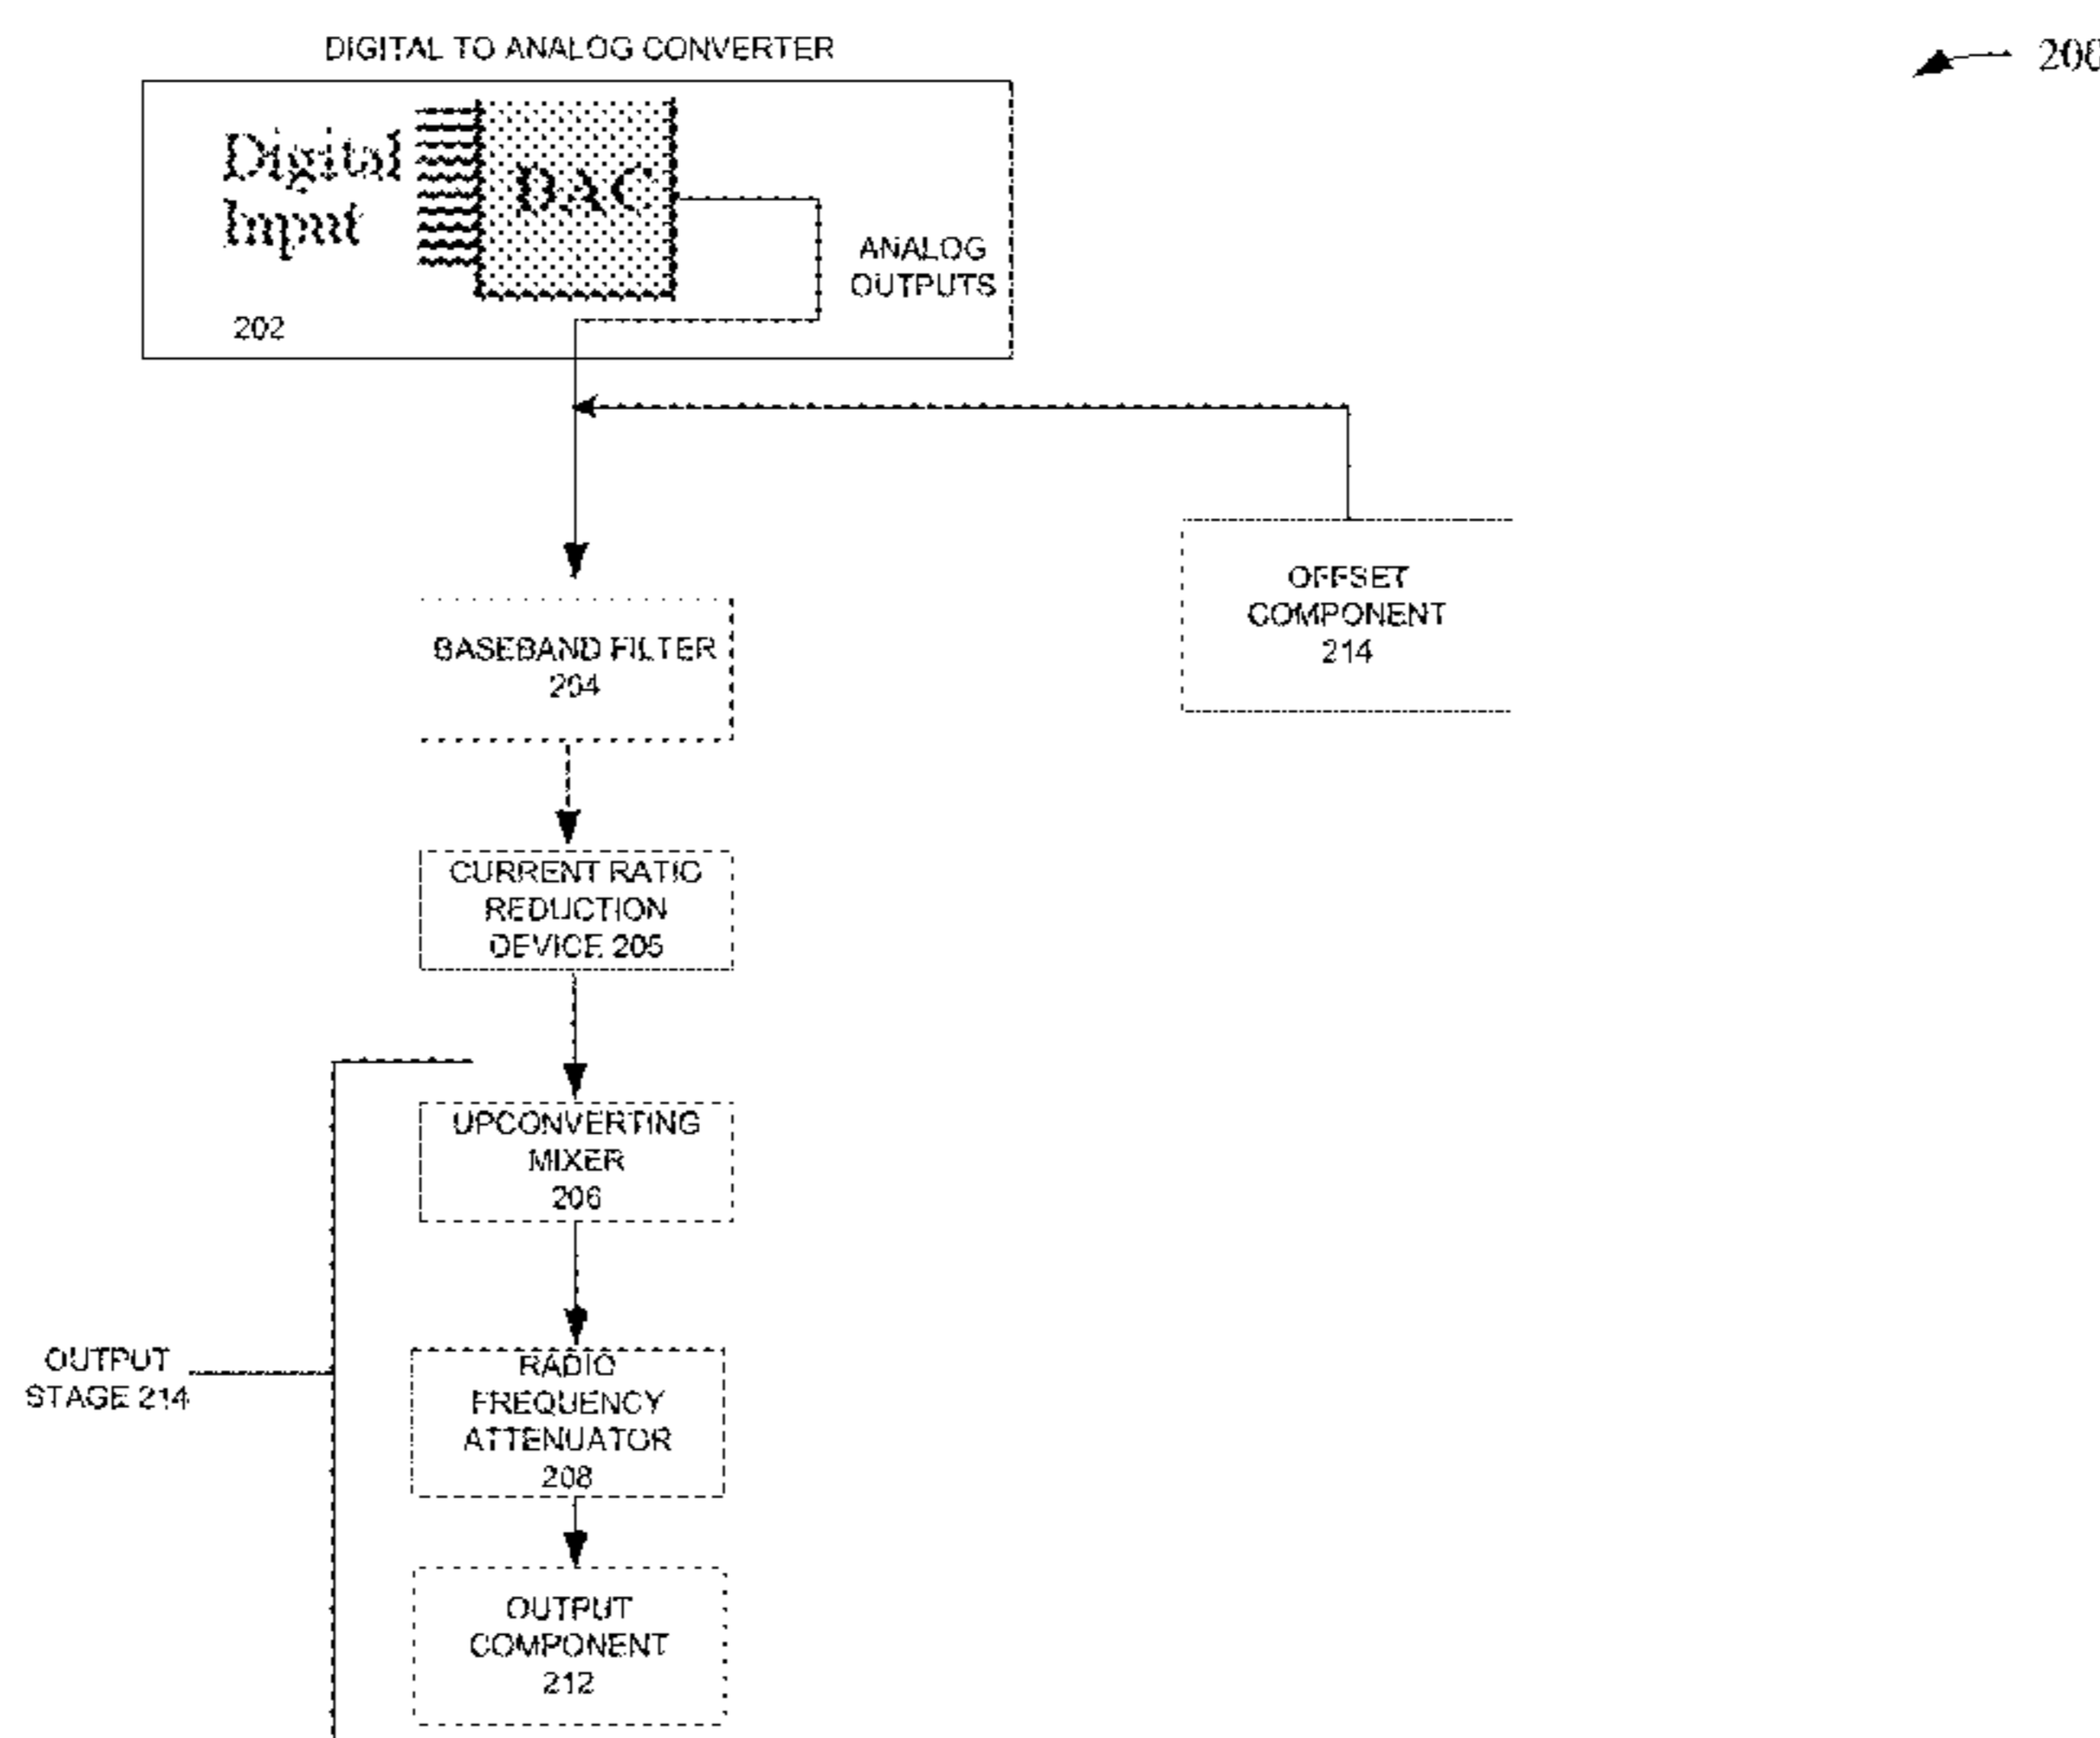 DIGITAL TO ANALOG CONVERTER
200
Digital
Input
DAC
ANALOG
OUTPUTS
202
OFFSET
COMPONENT
214
BASEBAND FILTER
204
CURRENT RATIO
REDUCTION
DEVICE 205
UPCONVERTING
MIXER
206
OUTPUT
STAGE 214
RADIO
FREQUENCY
ATTENUATOR
208
OUTPUT
COMPONENT
212